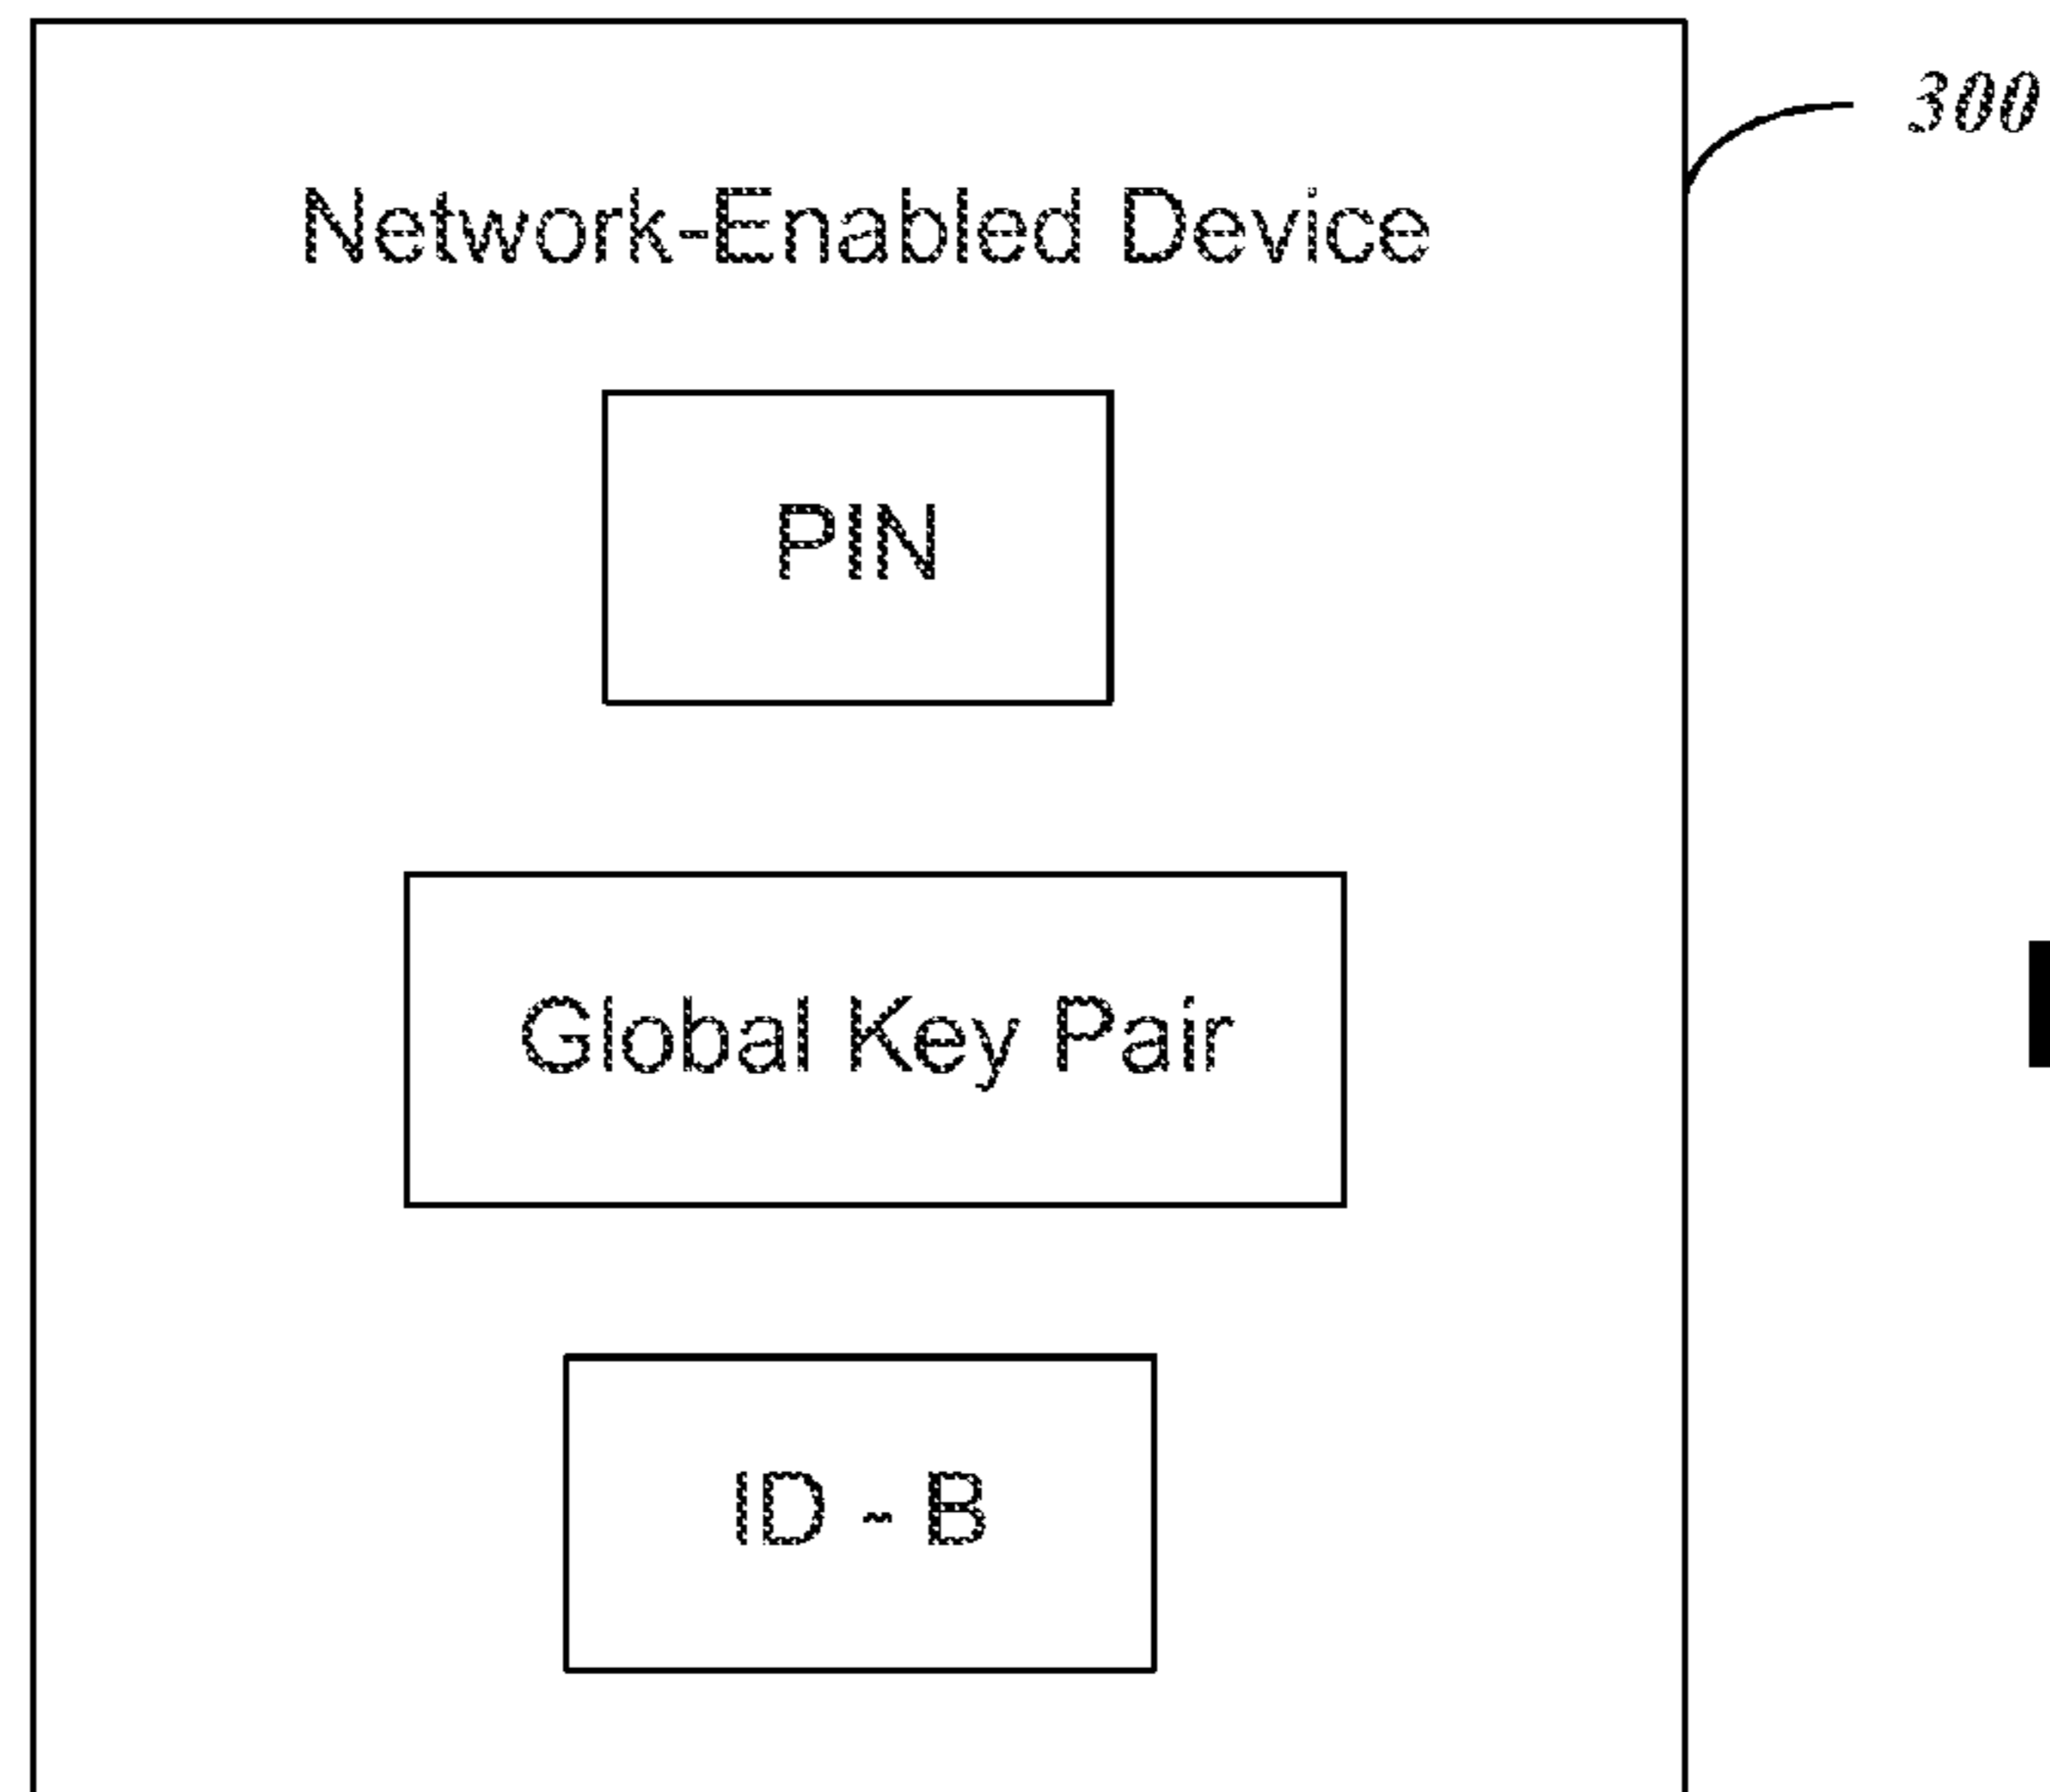 300
Network-Enabled Device
PIN
Global Key Pair
ID - B